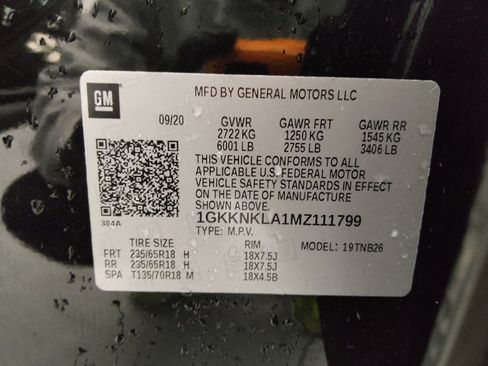 GM
MFD BY GENERAL MOTORS LLC
09/20 GVWR GAWR FRT GAWR RR
2722 KG 1250 KG 1545 KG
6001 LB 2755 LB 3406 LB
THIS VEHICLE CONFORMS TO ALL
APPLICABLE U.S. FEDERAL MOTOR
VEHICLE SAFETY STANDARDS IN EFFECT
ON THE DATE OF MANUFACTURE
SHOWN ABOVE.
384A
1GKKNKLA1MZ111799
TYPE: M.P.V. MODEL: 19TNB26
TIRE SIZE RIM
FRT 235/65R18 H 18X7.5J
RR 235/65R18 H 18X7.5J
SPA T135/70R18 M 18X4.5B